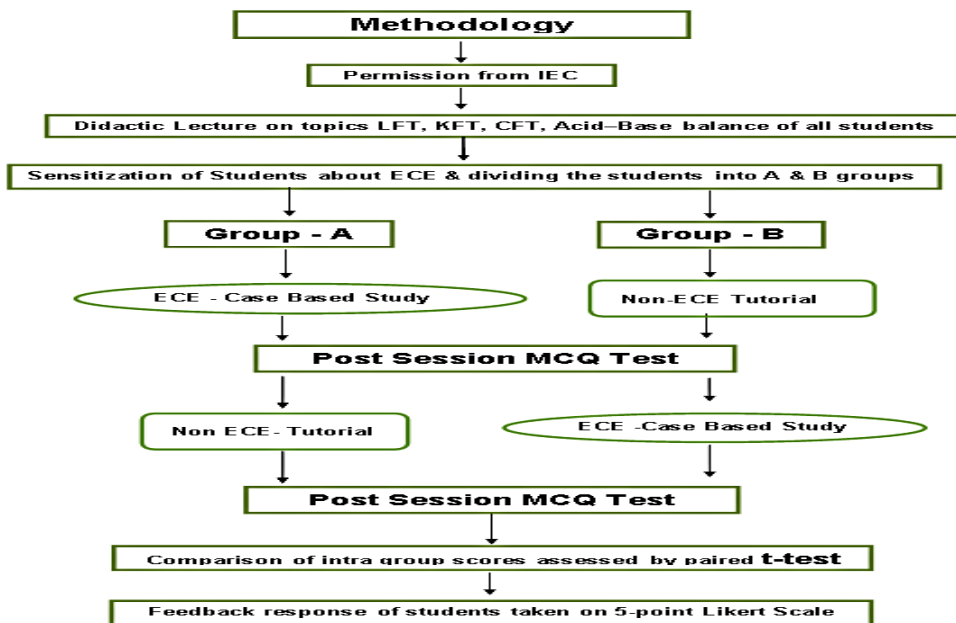 Methodology
Permission from IEC
Didactic Lecture on topics LFT, KFT, CFT, Acid–Base balance of all students
Sensitization of Students about ECE & dividing the students into A & B groups
Group - A
Group - B
ECE - Case Based Study
Non-ECE Tutorial
Post Session MCQ Test
Non ECE- Tutorial
ECE -Case Based Study
Post Session MCQ Test
Comparison of intra group scores assessed by paired t-test
Feedback response of students taken on 5-point Likert Scale